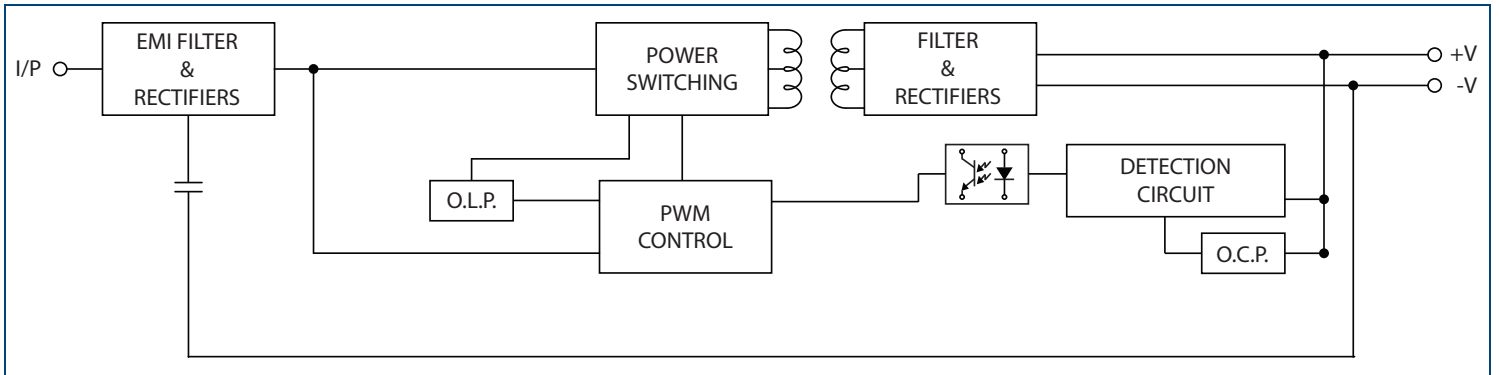 I/P
EMI FILTER
&
RECTIFIERS
POWER
SWITCHING
FILTER
&
RECTIFIERS
+V
-V
O.L.P.
PWM
CONTROL
DETECTION
CIRCUIT
O.C.P.